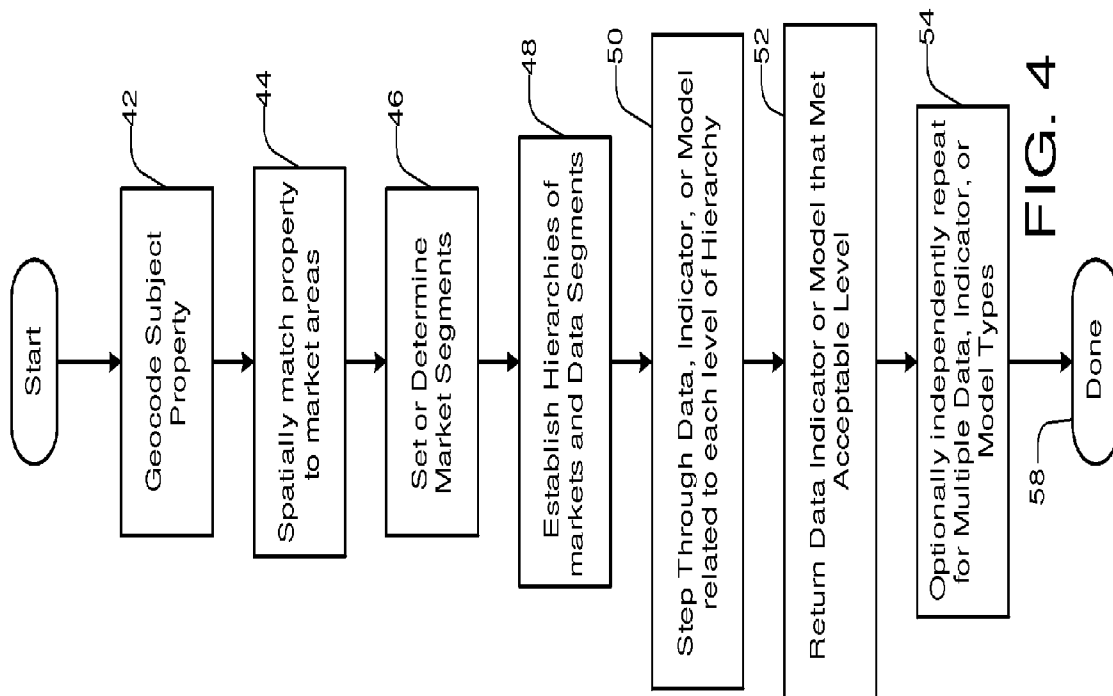 Start
42
Geocode Subject
Property
44
Spatially match property
to market areas
46
Set or Determine
Market Segments
48
Establish Hierarchies of
markets and Data Segments
50
Step Through Data, Indicator, or Model
related to each level of Hierarchy
52
Return Data Indicator or Model that Met
Acceptable Level
54
Optionally independently repeat
for Multiple Data, Indicator, or
Model Types
58
Done
FIG. 4